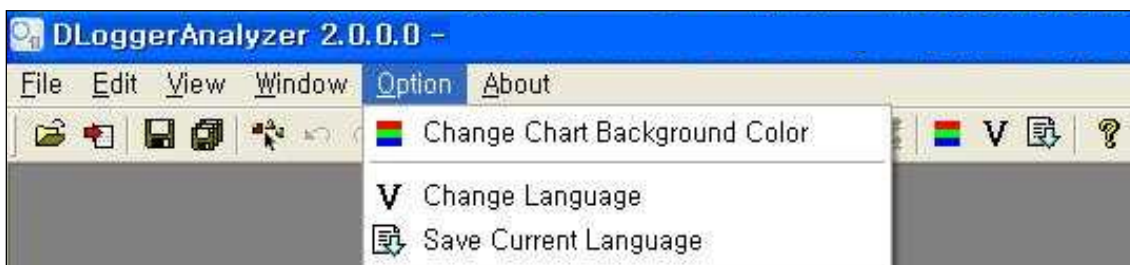 DLoggerAnalyzer 2.0.0.0 -
File Edit View Window Option About
Change Chart Background Color
V Change Language
Save Current Language